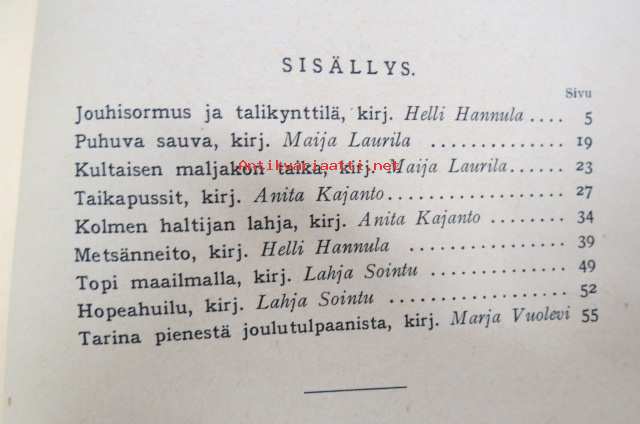 SISÄLLYS.
Sivu
Jouhisormus ja talikynttilä, kirj. Helli Hannula .... 5
Puhuva sauva, kirj. Maija Laurila ............ 19
Kultaisen maljakon taika, kirj. Maija Laurila...... 23
Antikvariaatti.net
Taikapussit, kirj. Anita Kajanto............... 27
Kolmen haltijan lahja, kirj. Anita Kajanto ........ 34
Metsänneito, kirj. Helli Hannula ............. 39
Topi maailmalla, kirj. Lahja Sointu ............ 49
Hopeahuilu, kirj. Lahja Sointu ............... 52
Tarina pienestä joulutulpaanista, kirj. Marja Vuolevi 55